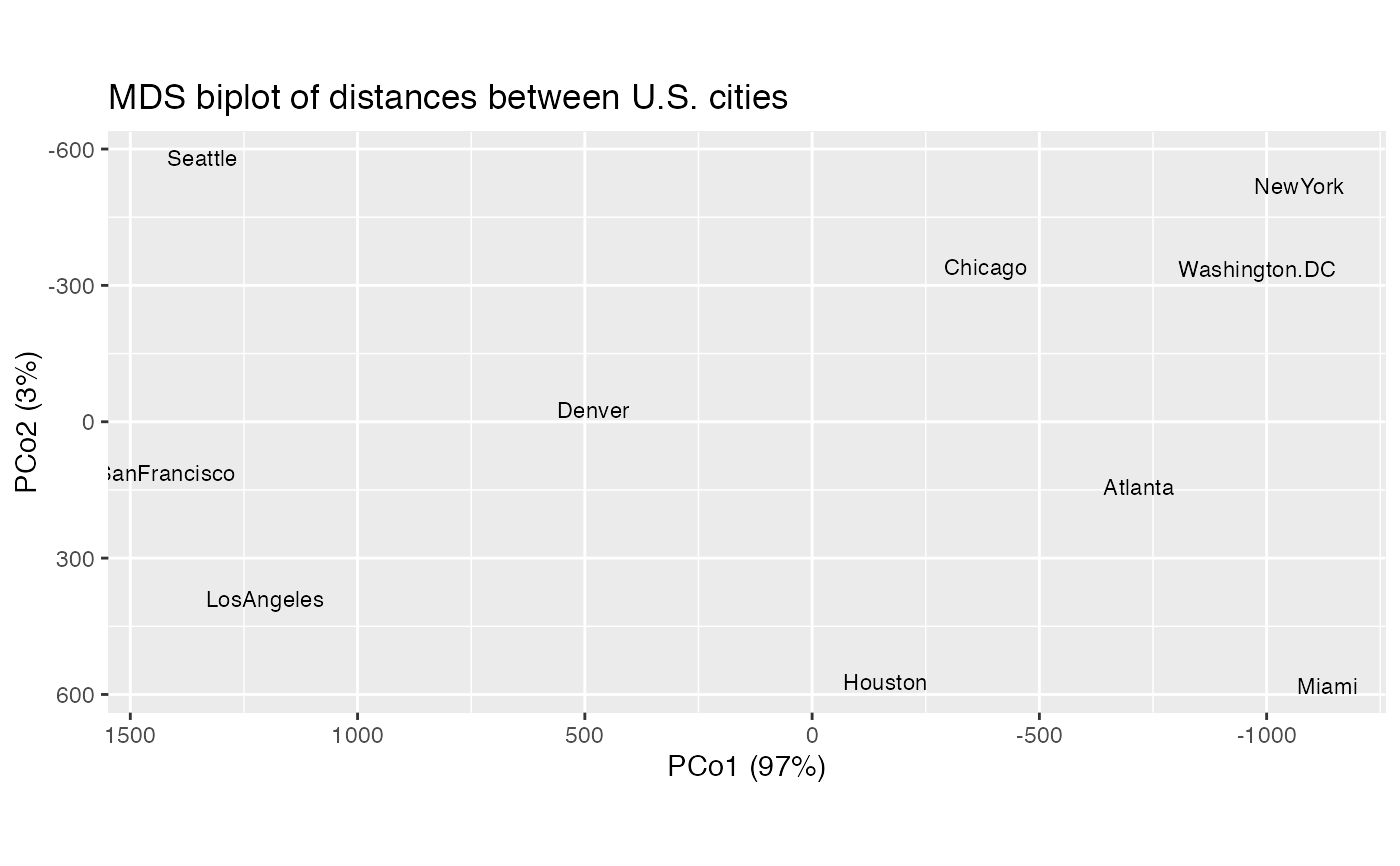 MDS biplot of distances between U.S. cities
-600
Seattle
NewYork
Chicago
Washington.DC
-300
Denver
0
SanFrancisco
Atlanta
300
LosAngeles
Houston
Miami
600
1500
1000
500
0
-500
-1000
PCo1 (97%)
PCo2 (3%)